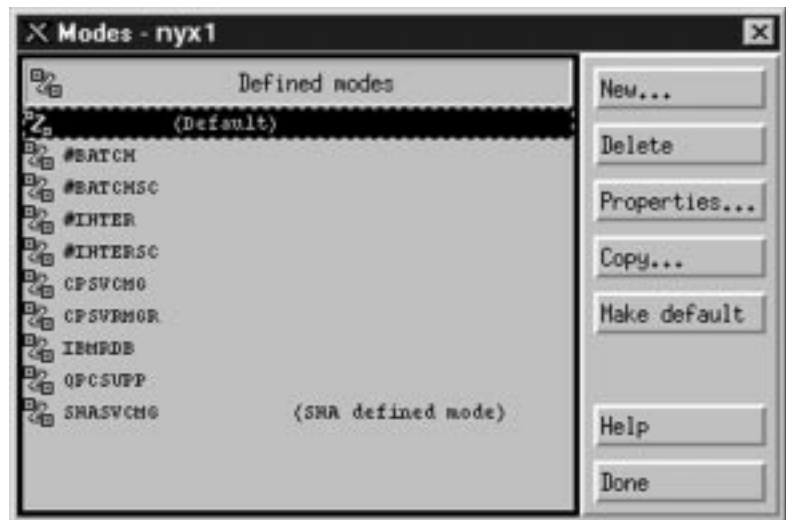 Modes - nyx1
Defined modes
(Default)
#BATCH
#BATCHSC
#INTER
#INTERSC
CPSVCMG
CPSVRMGR
IBMRDB
QPCSUPP
SNASVCMG (SNA defined mode)
New...
Delete
Properties...
Copy...
Make default
Help
Done